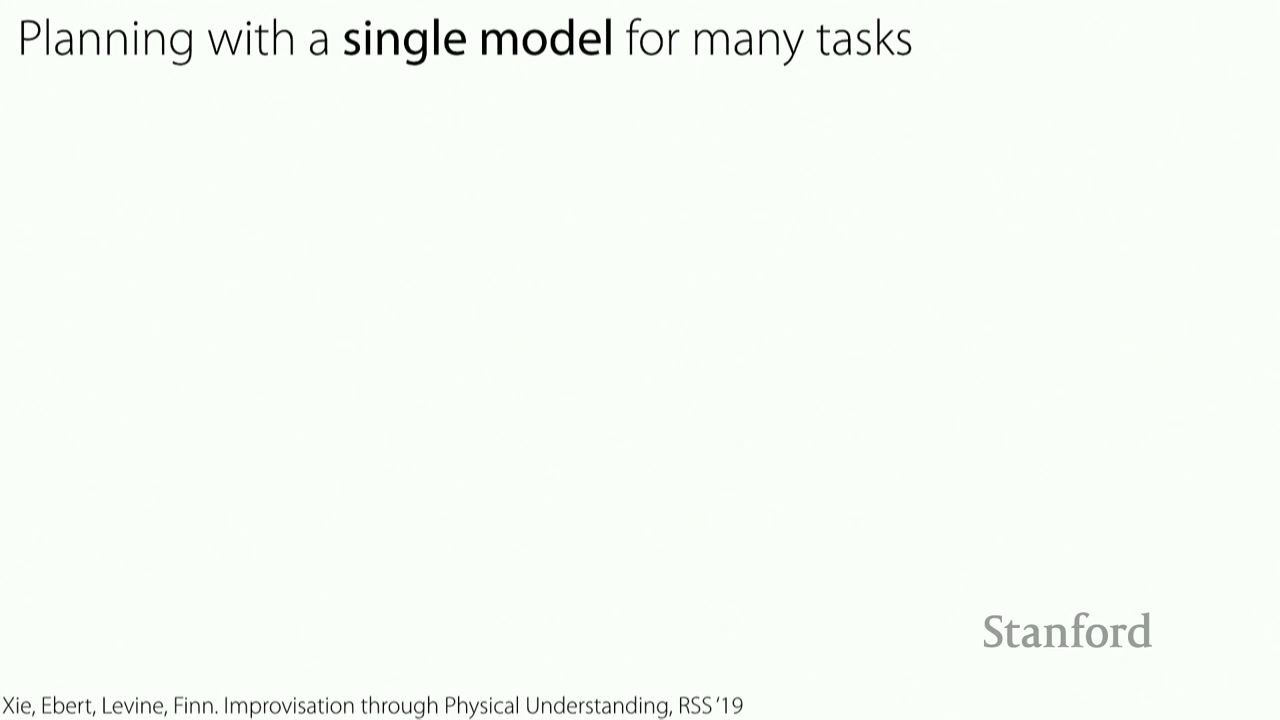 Planning with a single model for many tasks
Stanford
Xie, Ebert, Levine, Finn. Improvisation through Physical Understanding, RSS ‘19